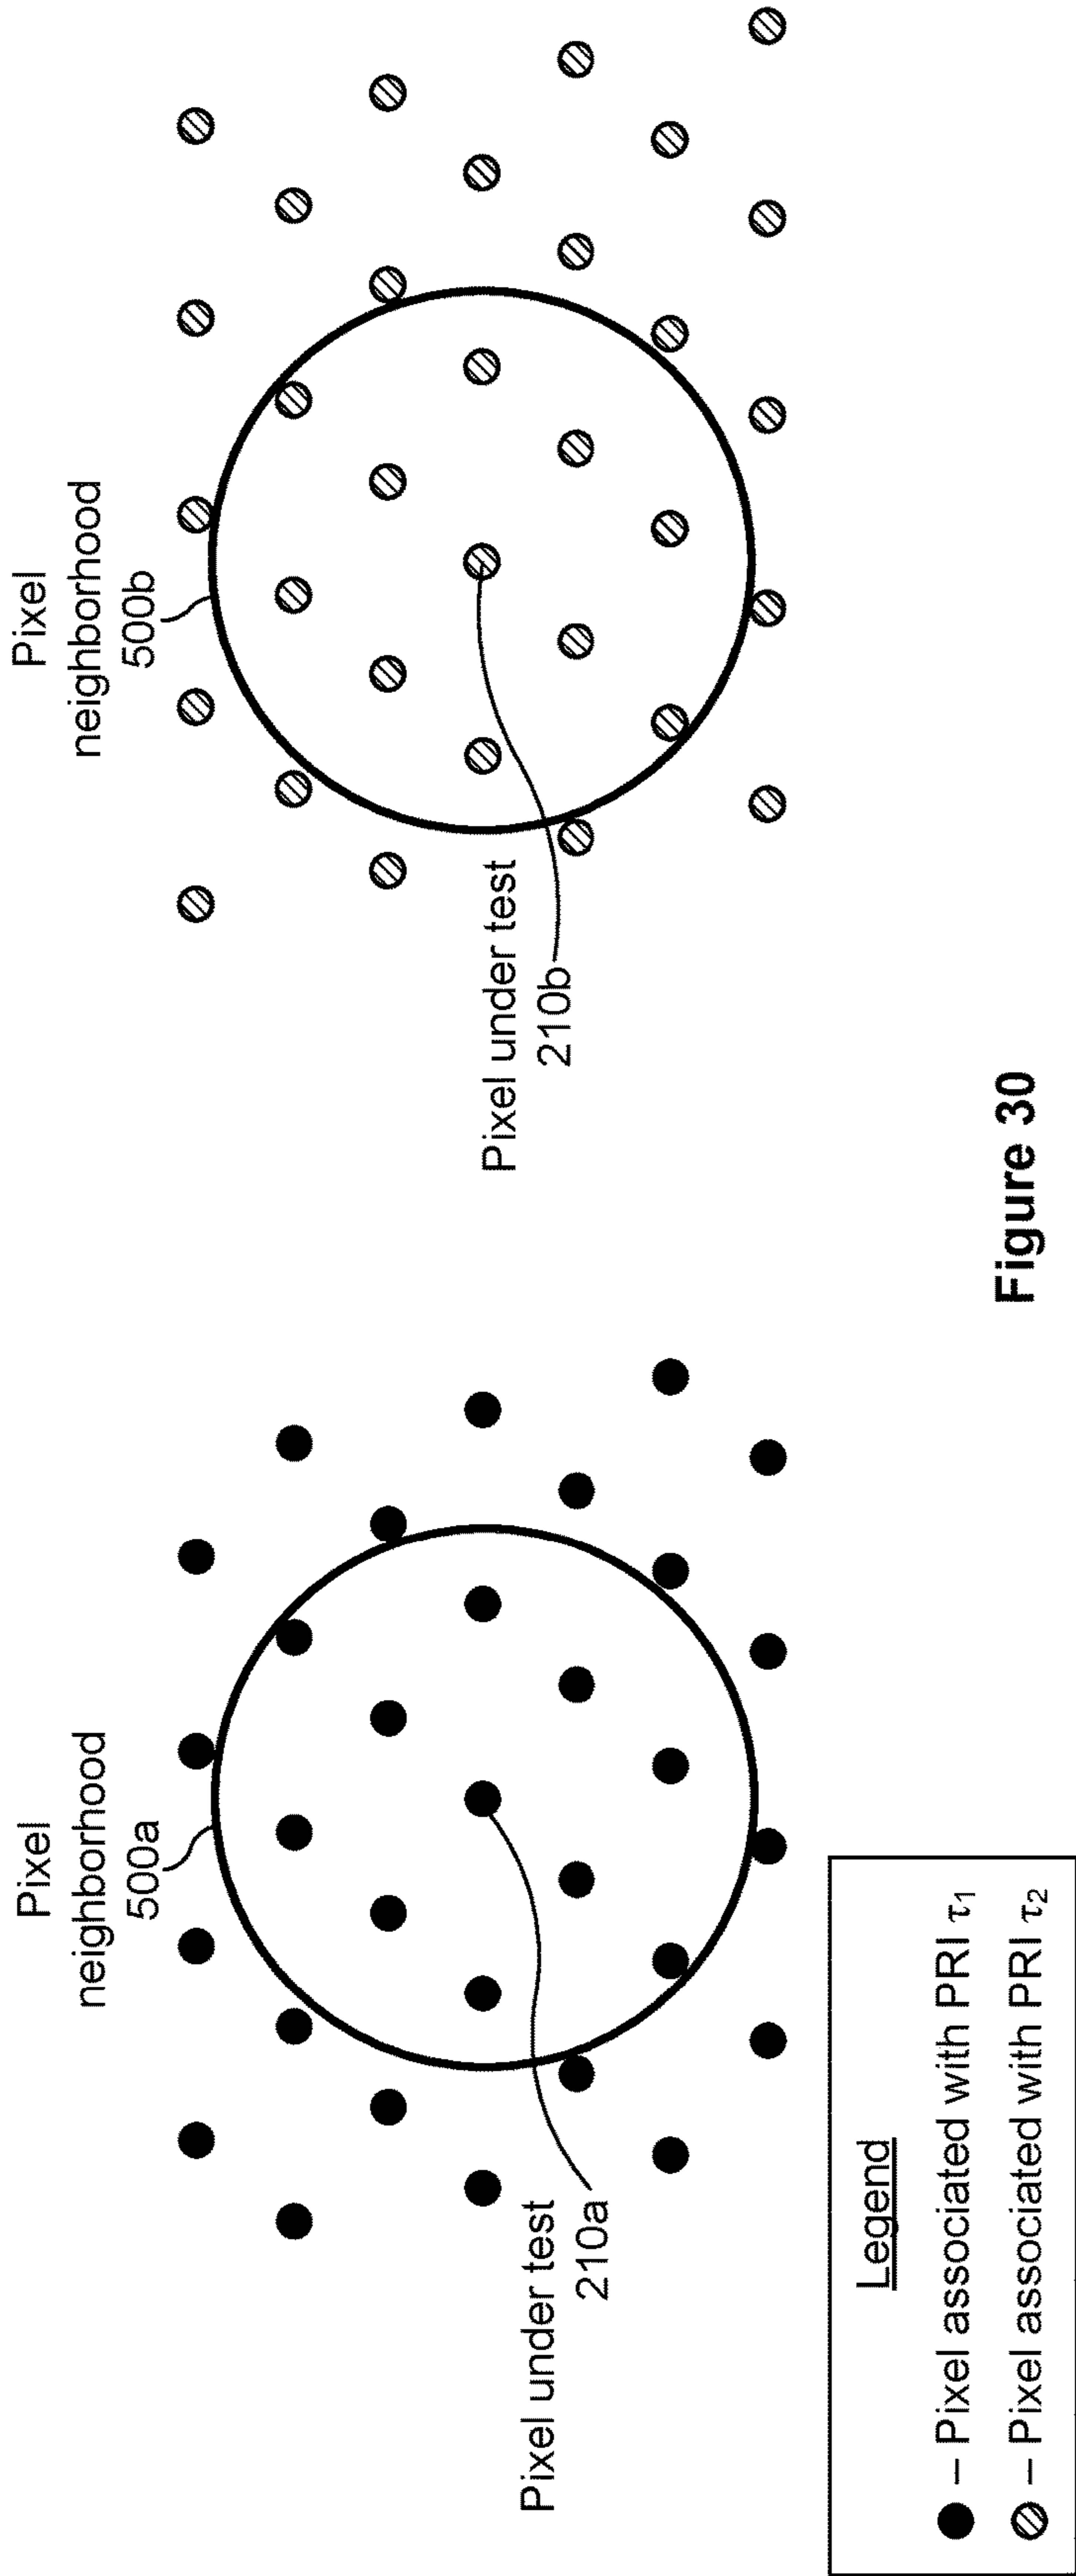 Pixel
neighborhood
500a
Pixel under test
210a
Pixel
neighborhood
500b
Pixel under test
210b
Legend
– Pixel associated with PRI τ₁
– Pixel associated with PRI τ₂
Figure 30